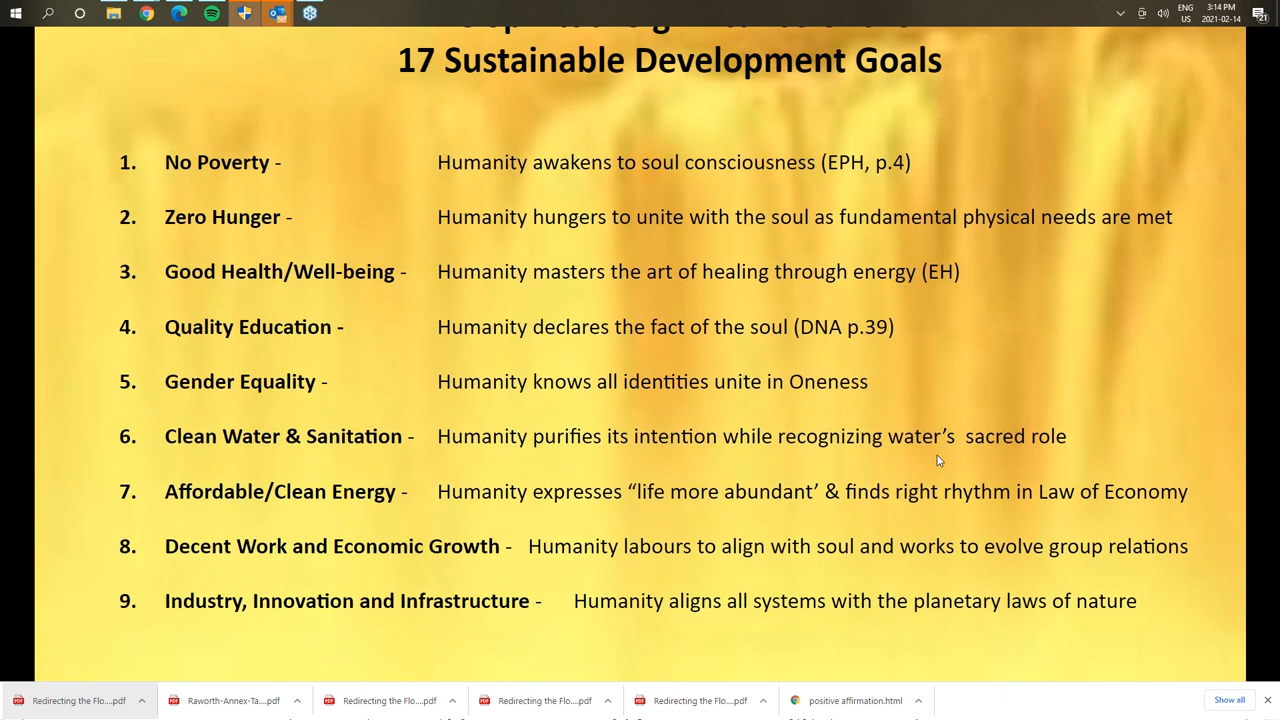 ENG
US
3:14 PM
2021-02-14
21
17 Sustainable Development Goals
1. No Poverty - Humanity awakens to soul consciousness (EPH, p.4)
2. Zero Hunger - Humanity hungers to unite with the soul as fundamental physical needs are met
3. Good Health/Well-being - Humanity masters the art of healing through energy (EH)
4. Quality Education - Humanity declares the fact of the soul (DNA p.39)
5. Gender Equality - Humanity knows all identities unite in Oneness
6. Clean Water & Sanitation - Humanity purifies its intention while recognizing water’s  sacred role
7. Affordable/Clean Energy - Humanity expresses “life more abundant’ & finds right rhythm in Law of Economy
8. Decent Work and Economic Growth - Humanity labours to align with soul and works to evolve group relations
9. Industry, Innovation and Infrastructure - Humanity aligns all systems with the planetary laws of nature
Redirecting the Flo....pdf Raworth-Annex-Ta....pdf Redirecting the Flo....pdf Redirecting the Flo....pdf Redirecting the Flo....pdf positive affirmation.html Show all